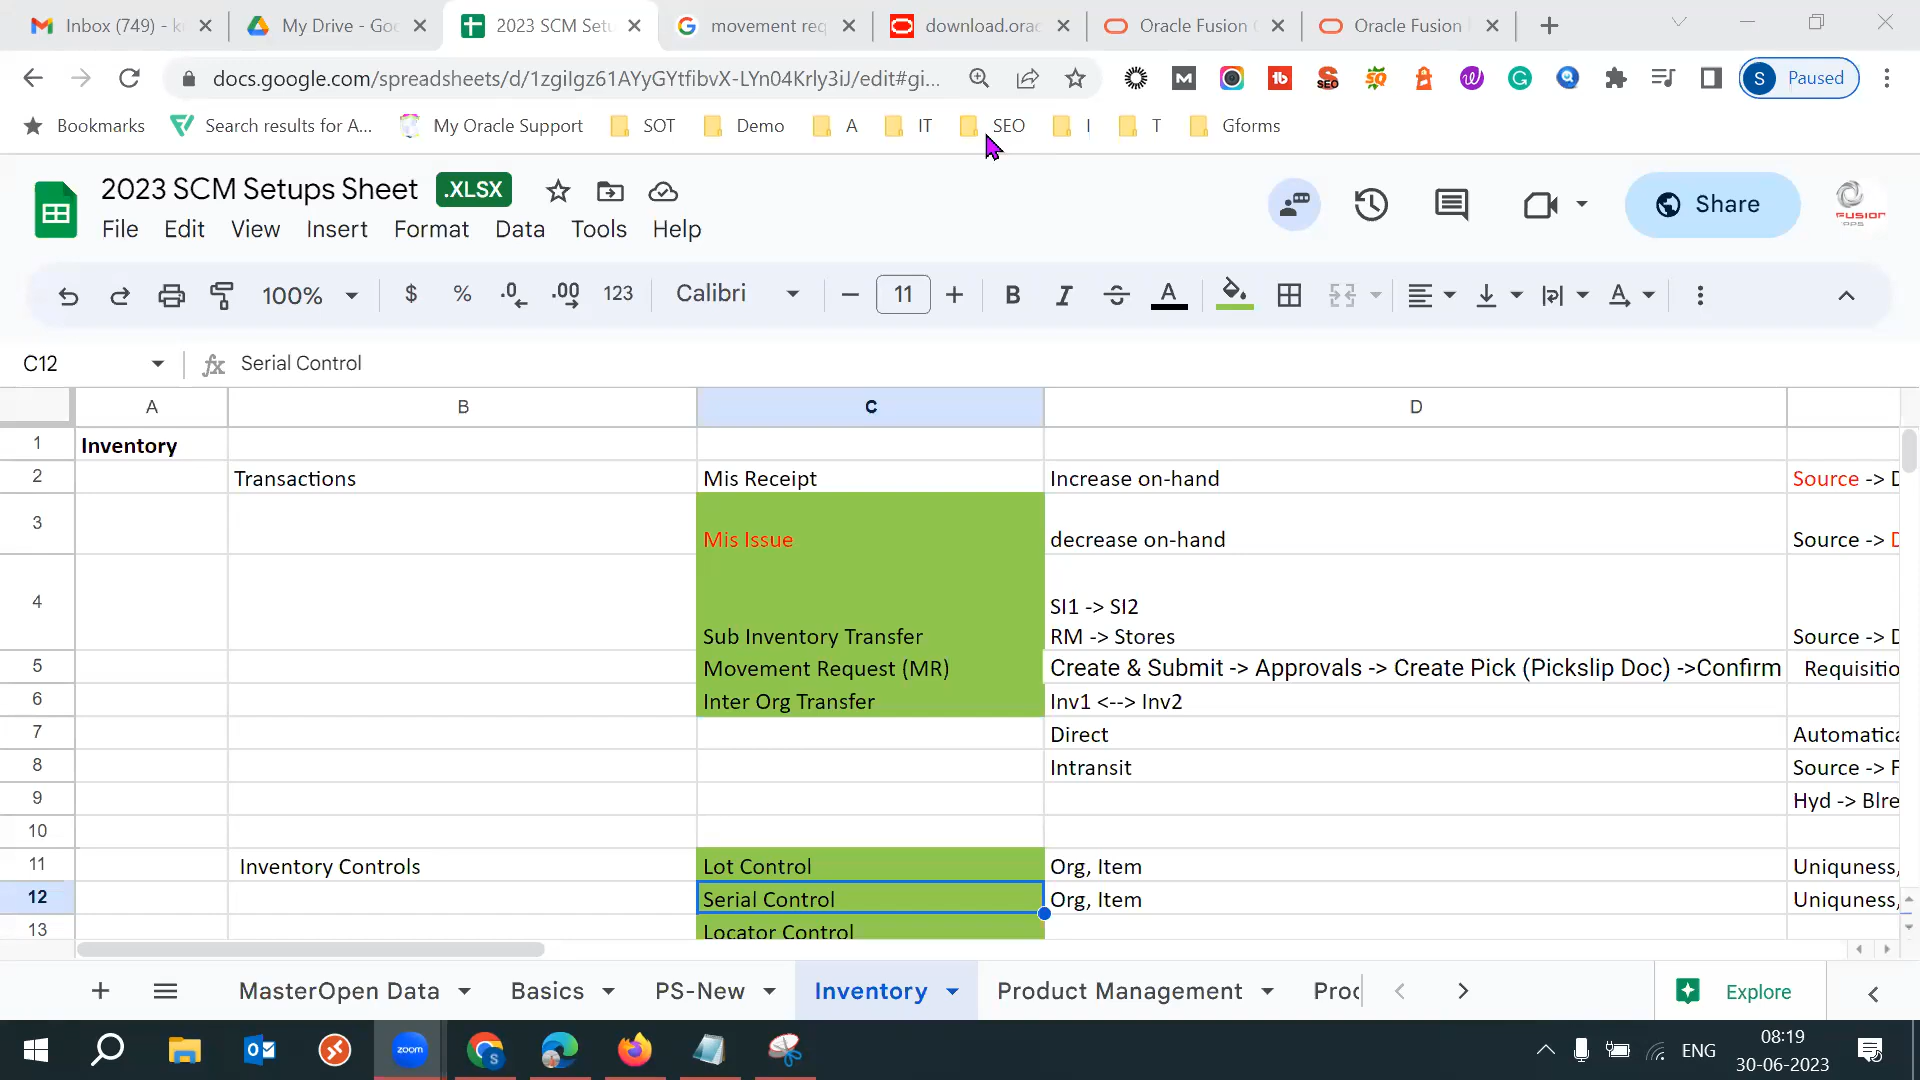 Inbox (749) - k
My Drive - Goo
2023 SCM Setu
movement req
download.orac
Oracle Fusion
Oracle Fusion
docs.google.com/spreadsheets/d/1zgiIgz61AYyGYtfibvX-LYn04Krly3iJ/edit#gi...
S Paused
Bookmarks
Search results for A...
My Oracle Support
SOT
Demo
A
IT
SEO
I
T
Gforms
2023 SCM Setups Sheet .XLSX
File Edit View Insert Format Data Tools Help
Share
100% $ % .0 .00 123 Calibri 11 B I A
C12 fx Serial Control
A B C D
1 Inventory
2 Transactions Mis Receipt Increase on-hand Source ->
3 Mis Issue decrease on-hand Source ->
4 SI1 -> SI2
Sub Inventory Transfer RM -> Stores Source ->
5 Movement Request (MR) Create & Submit -> Approvals -> Create Pick (Pickslip Doc) ->Confirm Requisitio
6 Inter Org Transfer Inv1 <--> Inv2
7 Direct Automatica
8 Intransit Source ->
9 Hyd -> Blre
10
11 Inventory Controls Lot Control Org, Item Uniquness,
12 Serial Control Org, Item Uniquness,
13 Locator Control
MasterOpen Data Basics PS-New Inventory Product Management Proc
Explore
zoom
ENG
08:19
30-06-2023